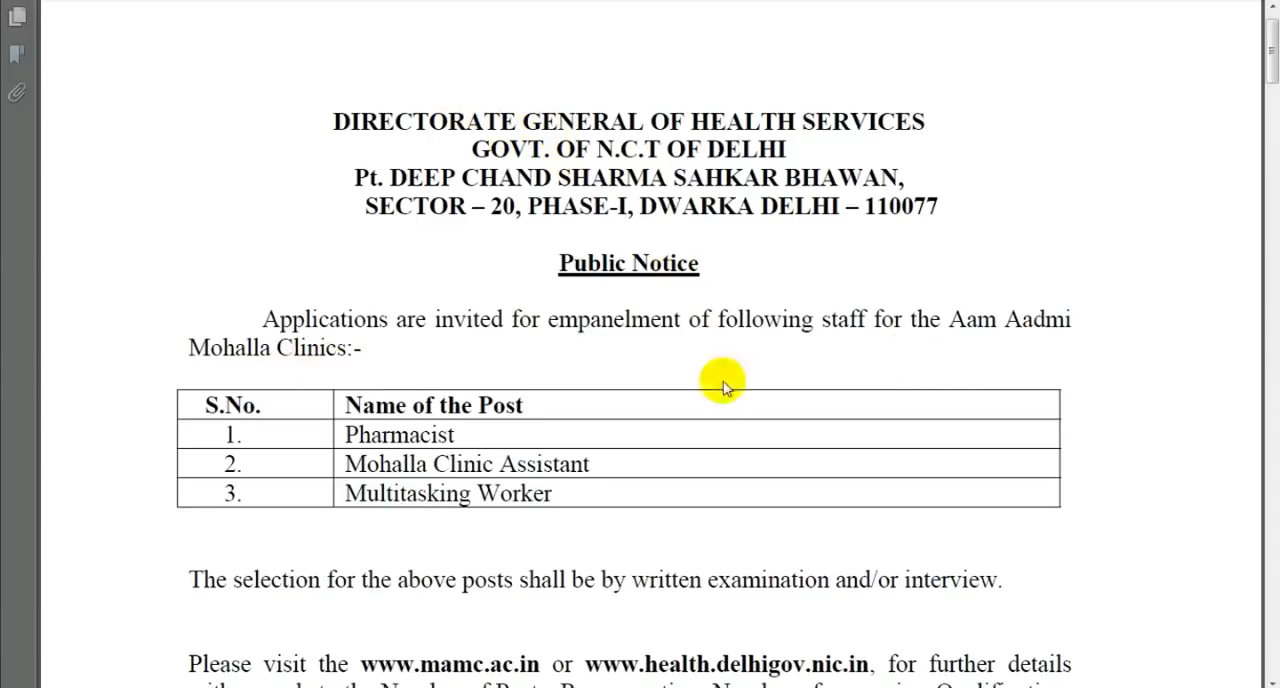 DIRECTORATE GENERAL OF HEALTH SERVICES
GOVT. OF N.C.T OF DELHI
Pt. DEEP CHAND SHARMA SAHKAR BHAWAN,
SECTOR – 20, PHASE-I, DWARKA DELHI – 110077
Public Notice
Applications are invited for empanelment of following staff for the Aam Aadmi
Mohalla Clinics:-
S.No. Name of the Post
1. Pharmacist
2. Mohalla Clinic Assistant
3. Multitasking Worker
The selection for the above posts shall be by written examination and/or interview.
Please visit the www.mamc.ac.in or www.health.delhigov.nic.in, for further details